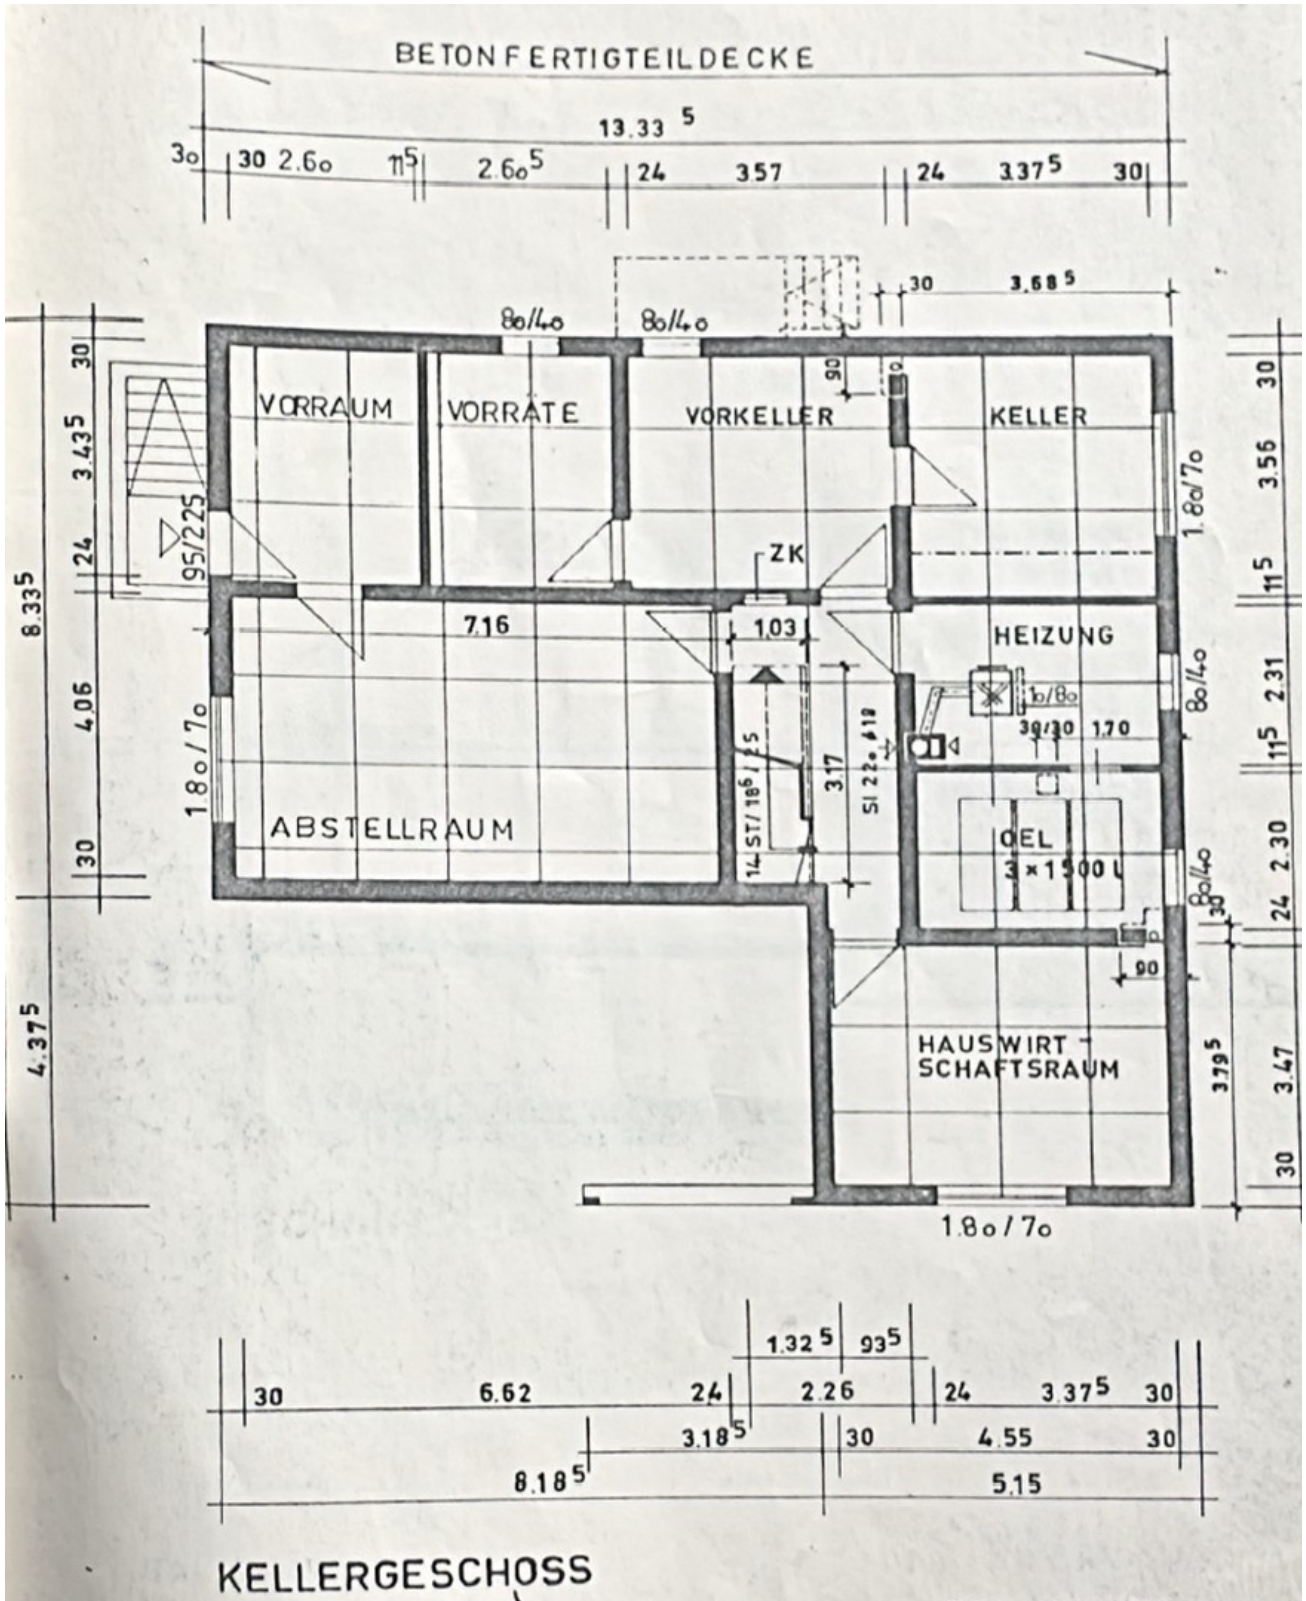 BETONFERTIGTEILDECKE
13.33 5
30 30 2.60 11 5 2.60 5 24 3.57 24 3.37 5 30
30 3.68 5
80/40 80/40
30 90 30
VORRAUM VORRÄTE VORKELLER KELLER
3.435 3.56
1.80/70
95/225
24 ZK 11 5
8.335
7.16 1.03 HEIZUNG
4.06 80/40 2.31
10/80
1.80/70 30/30 1.70 11 5
14.ST/18 6/25 3.17
ABSTELLRAUM OEL
3 x 1500 L
30 80/40 2.30
30 24
90
4.37 5
HAUSWIRT-
SCHAFTSRAUM
3.79 5 3.47
30
1.80/70
1.32 5 93 5
30 6.62 24 2.26 24 3.37 5 30
3.18 5 30 4.55 30
8.18 5 5.15
KELLERGESCHOSS